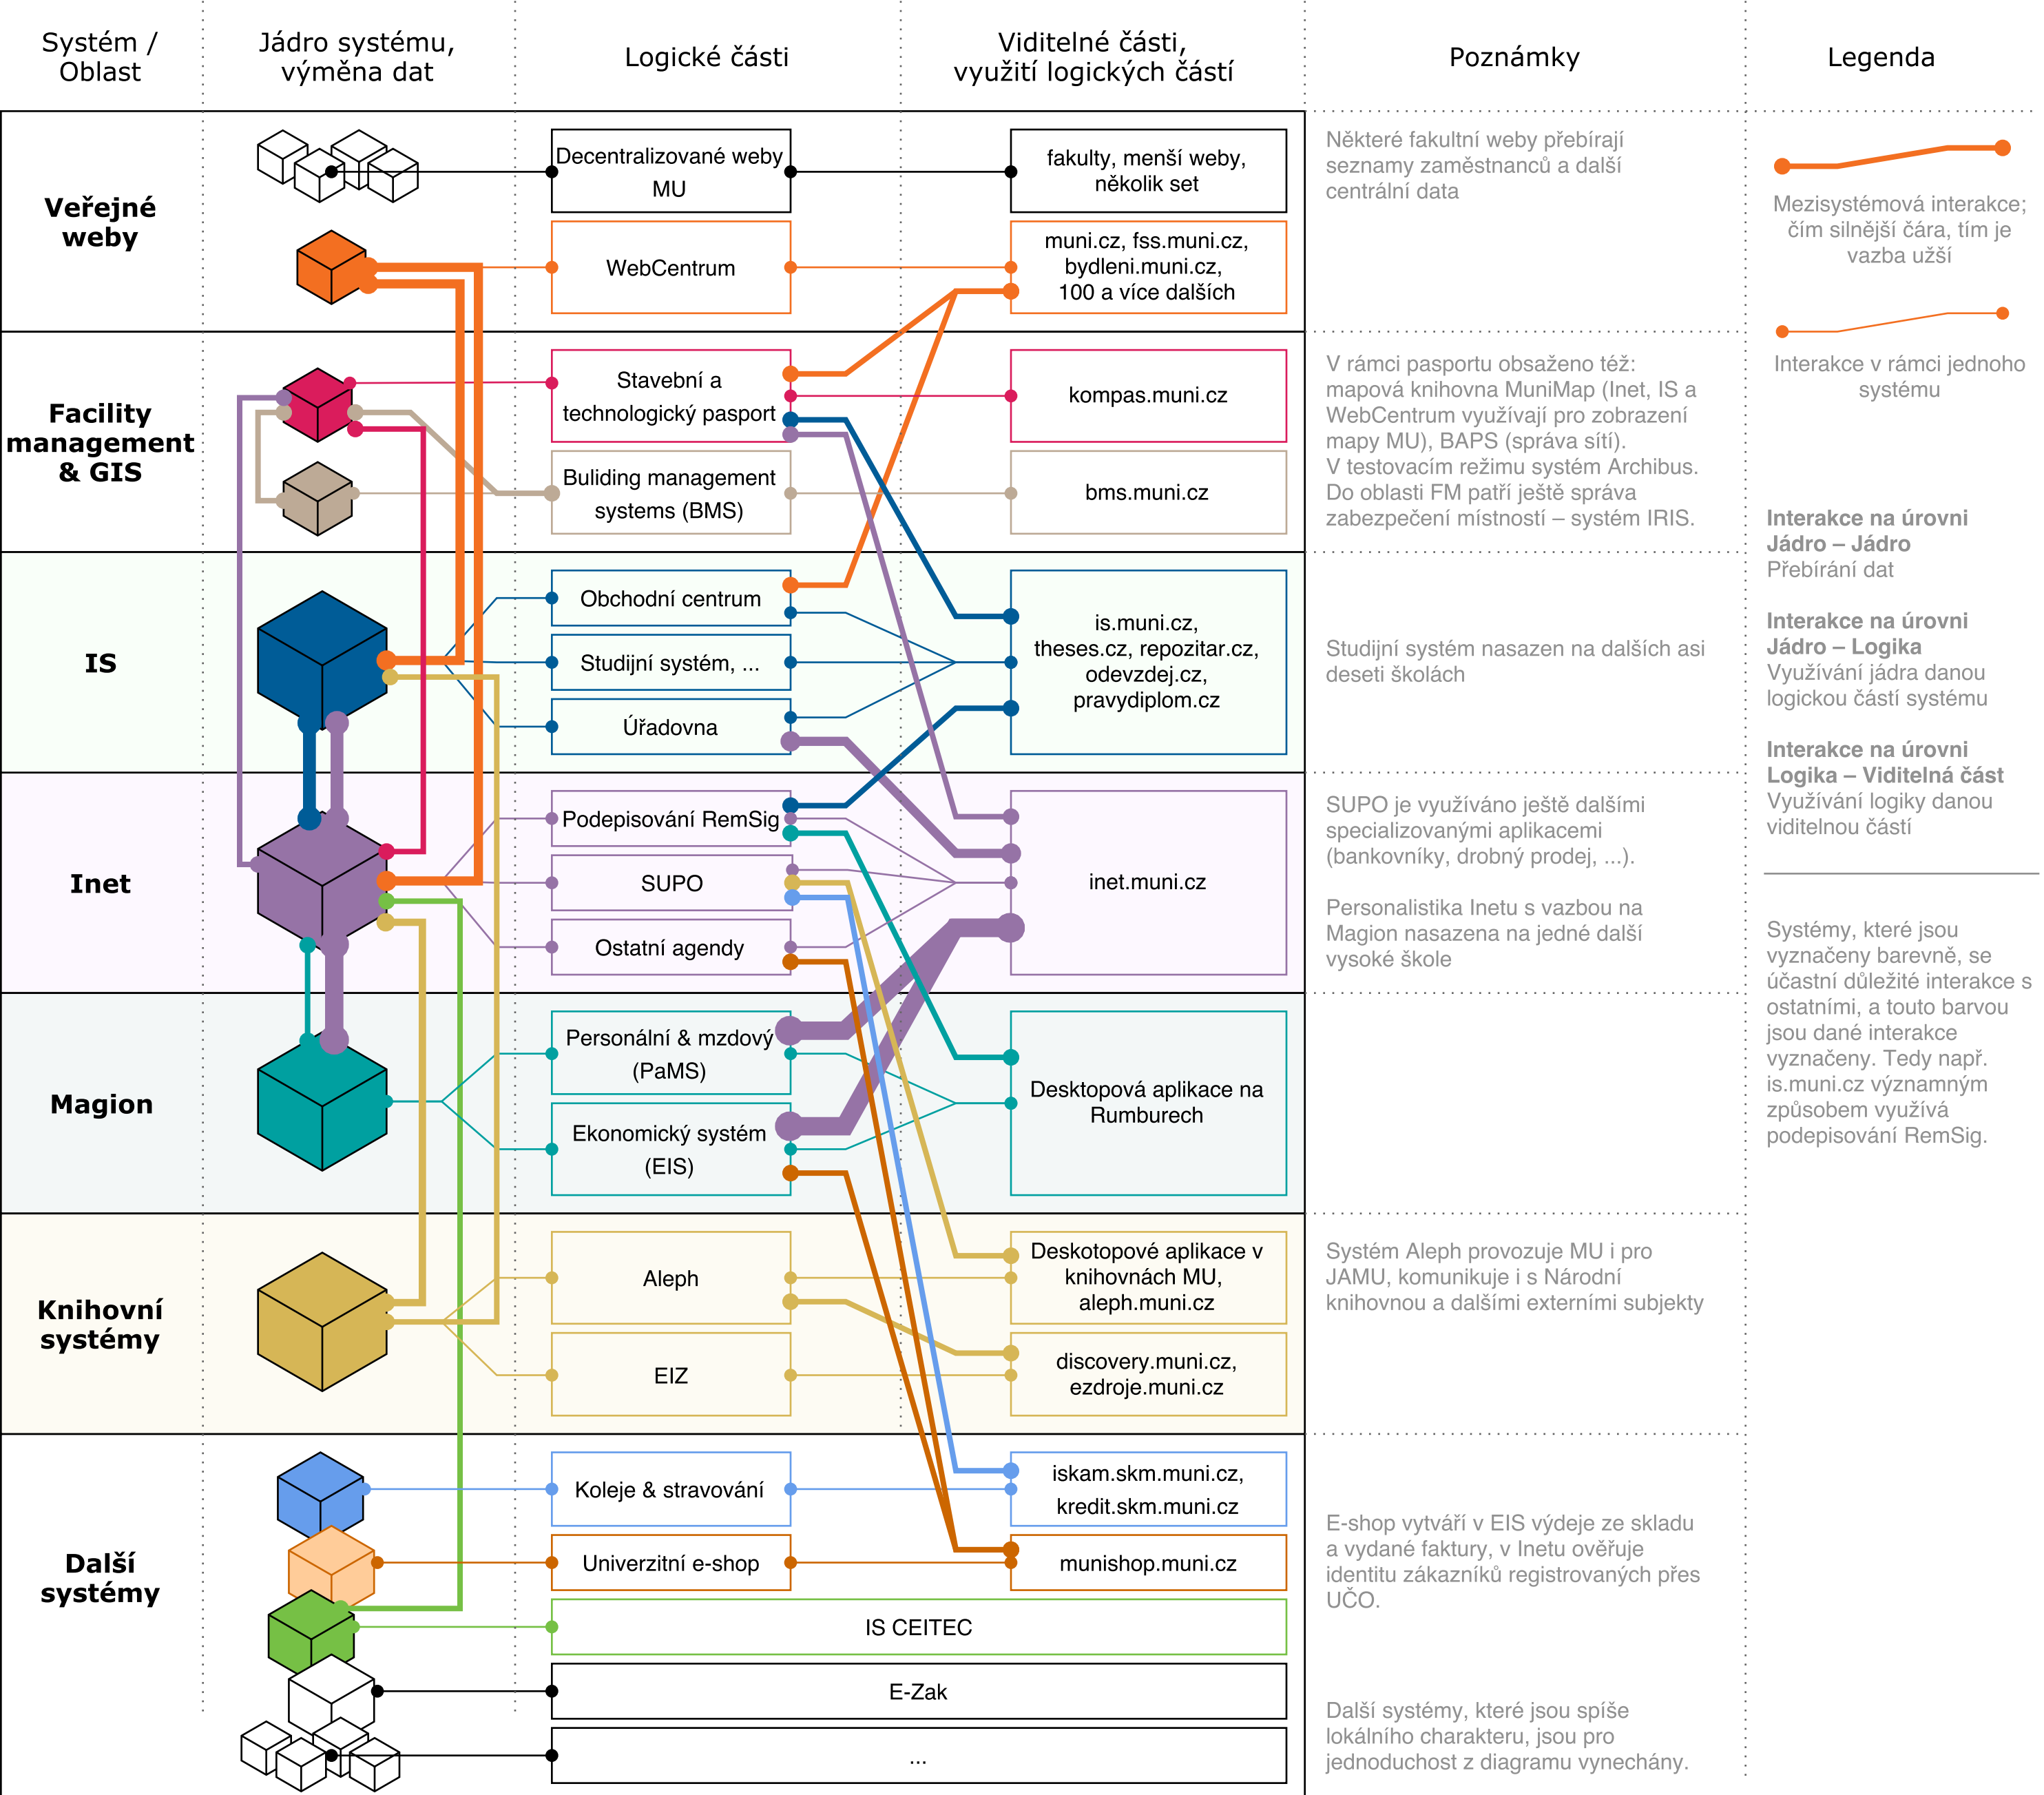 Systém /
Oblast
Jádro systému,
výměna dat
Logické části
Viditelné části,
využití logických částí
Poznámky
Legenda
Veřejné
weby
Decentralizované weby
MU
fakulty, menší weby,
několik set
WebCentrum
muni.cz, fss.muni.cz,
bydleni.muni.cz,
100 a více dalších
Některé fakultní weby přebírají
seznamy zaměstnanců a další
centrální data
Facility
management
& GIS
Stavební a
technologický pasport
kompas.muni.cz
Buliding management
systems (BMS)
bms.muni.cz
V rámci pasportu obsaženo též:
mapová knihovna MuniMap (Inet, IS a
WebCentrum využívají pro zobrazení
mapy MU), BAPS (správa sítí).
V testovacím režimu systém Archibus.
Do oblasti FM patří ještě správa
zabezpečení místností – systém IRIS.
IS
Obchodní centrum
Studijní systém, ...
Úřadovna
is.muni.cz,
theses.cz, repozitar.cz,
odevzdej.cz,
pravydiplom.cz
Studijní systém nasazen na dalších asi
deseti školách
Inet
Podepisování RemSig
SUPO
Ostatní agendy
inet.muni.cz
SUPO je využíváno ještě dalšími
specializovanými aplikacemi
(bankovníky, drobný prodej, ...).
Personalistika Inetu s vazbou na
Magion nasazena na jedné další
vysoké škole
Magion
Personální & mzdový
(PaMS)
Ekonomický systém
(EIS)
Desktopová aplikace na
Rumburech
Knihovní
systémy
Aleph
EIZ
Deskotopové aplikace v
knihovnách MU,
aleph.muni.cz
discovery.muni.cz,
ezdroje.muni.cz
Systém Aleph provozuje MU i pro
JAMU, komunikuje i s Národní
knihovnou a dalšími externími subjekty
Další
systémy
Koleje & stravování
iskam.skm.muni.cz,
kredit.skm.muni.cz
Univerzitní e-shop
munishop.muni.cz
IS CEITEC
E-Zak
...
E-shop vytváří v EIS výdeje ze skladu
a vydané faktury, v Inetu ověřuje
identitu zákazníků registrovaných přes
UČO.
Další systémy, které jsou spíše
lokálního charakteru, jsou pro
jednoduchost z diagramu vynechány.
Mezisystémová interakce;
čím silnější čára, tím je
vazba užší
Interakce v rámci jednoho
systému
Interakce na úrovni
Jádro – Jádro
Přebírání dat
Interakce na úrovni
Jádro – Logika
Využívání jádra danou
logickou částí systému
Interakce na úrovni
Logika – Viditelná část
Využívání logiky danou
viditelnou částí
Systémy, které jsou
vyznačeny barevně, se
účastní důležité interakce s
ostatními, a touto barvou
jsou dané interakce
vyznačeny. Tedy např.
is.muni.cz významným
způsobem využívá
podepisování RemSig.